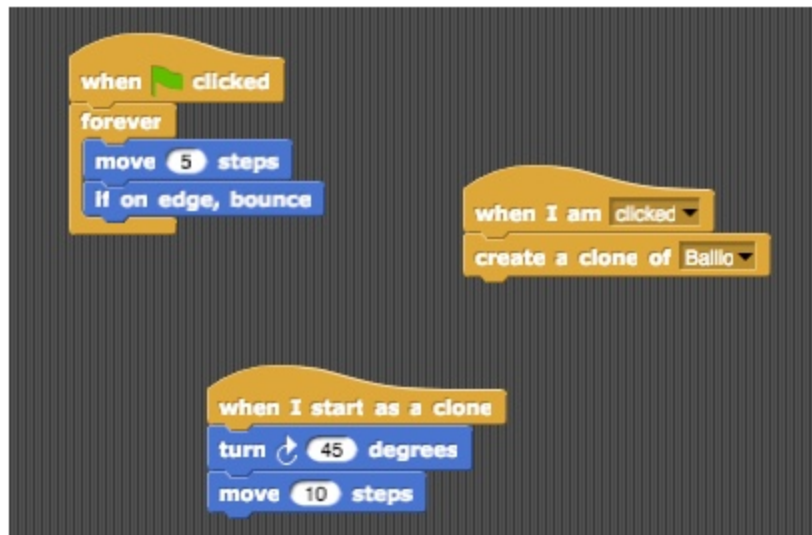 when clicked
forever
move 5 steps
if on edge, bounce
when I am clicked
create a clone of Ballo
when I start as a clone
turn 45 degrees
move 10 steps